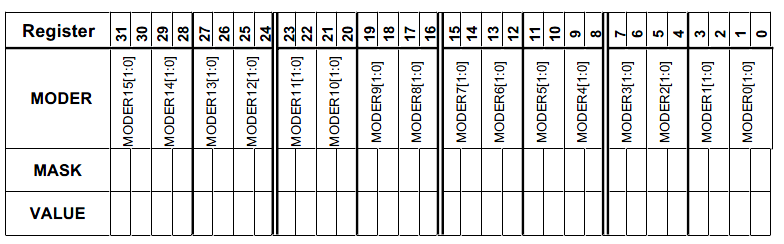 Register 31 30 29 28 27 26 25 24 23 22 21 20 19 18 17 16 15 14 13 12 11 10 9 8 7 6 5 4 3 2 1 0
MODER MODER15[1:0] MODER14[1:0] MODER13[1:0] MODER12[1:0] MODER11[1:0] MODER10[1:0] MODER9[1:0] MODER8[1:0] MODER7[1:0] MODER6[1:0] MODER5[1:0] MODER4[1:0] MODER3[1:0] MODER2[1:0] MODER1[1:0] MODER0[1:0]
MASK
VALUE